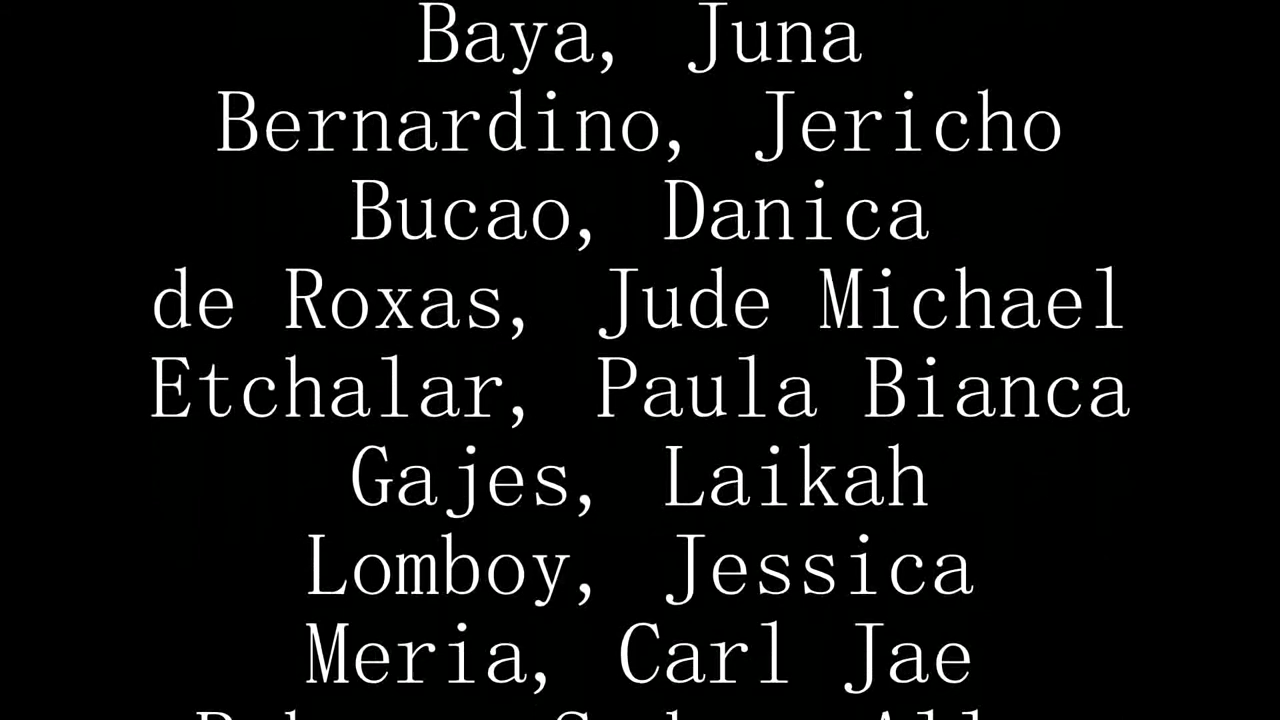 Baya, Juna
Bernardino, Jericho
Bucao, Danica
de Roxas, Jude Michael
Etchalar, Paula Bianca
Gajes, Laikah
Lomboy, Jessica
Meria, Carl Jae